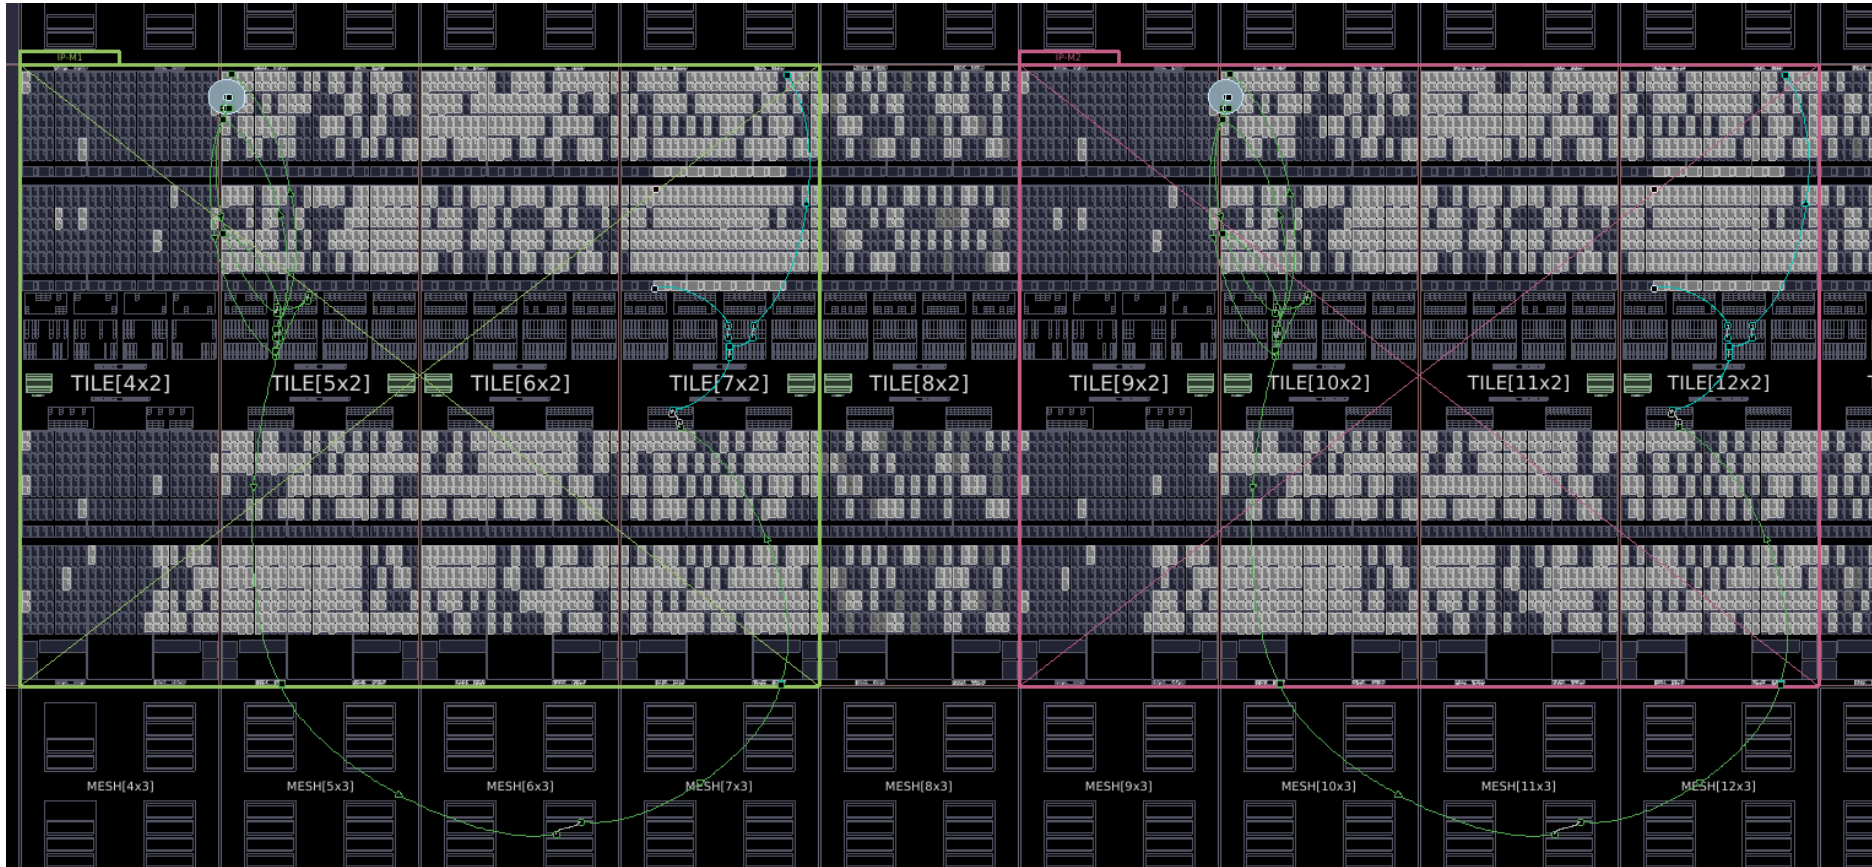 IP-M1
IP-M2
TILE[4x2]
TILE[5x2]
TILE[6x2]
TILE[7x2]
TILE[8x2]
TILE[9x2]
TILE[10x2]
TILE[11x2]
TILE[12x2]
MESH[4x3]
MESH[5x3]
MESH[6x3]
MESH[7x3]
MESH[8x3]
MESH[9x3]
MESH[10x3]
MESH[11x3]
MESH[12x3]